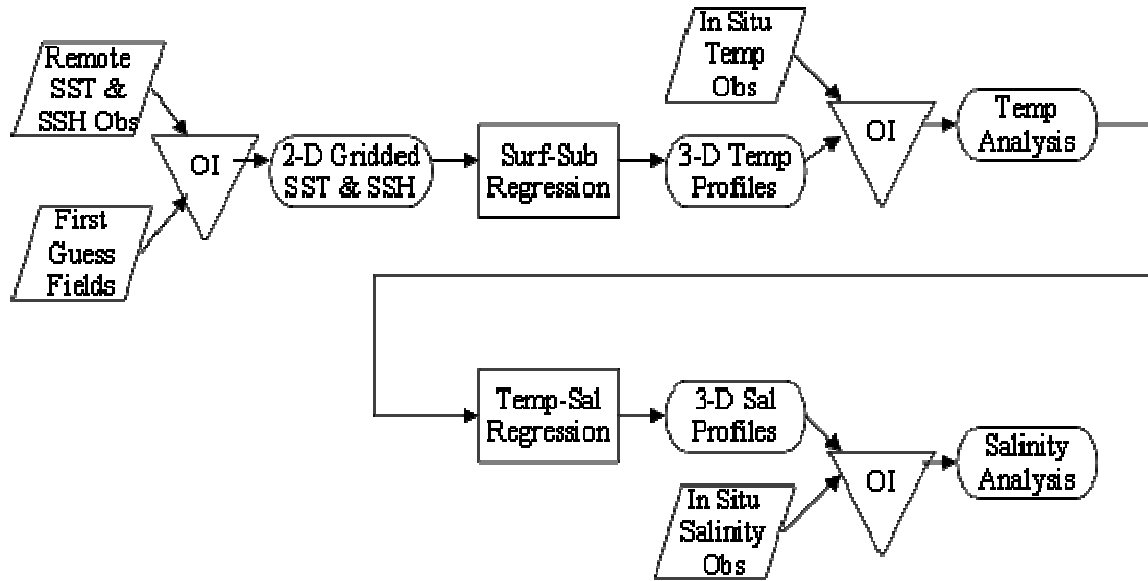 Remote
SST &
SSH Obs
OI
First
Guess
Fields
2-D Gridded
SST & SSH
Surf-Sub
Regression
In Situ
Temp
Obs
3-D Temp
Profiles
OI
Temp
Analysis
Temp-Sal
Regression
3-D Sal
Profiles
In Situ
Salinity
Obs
OI
Salinity
Analysis